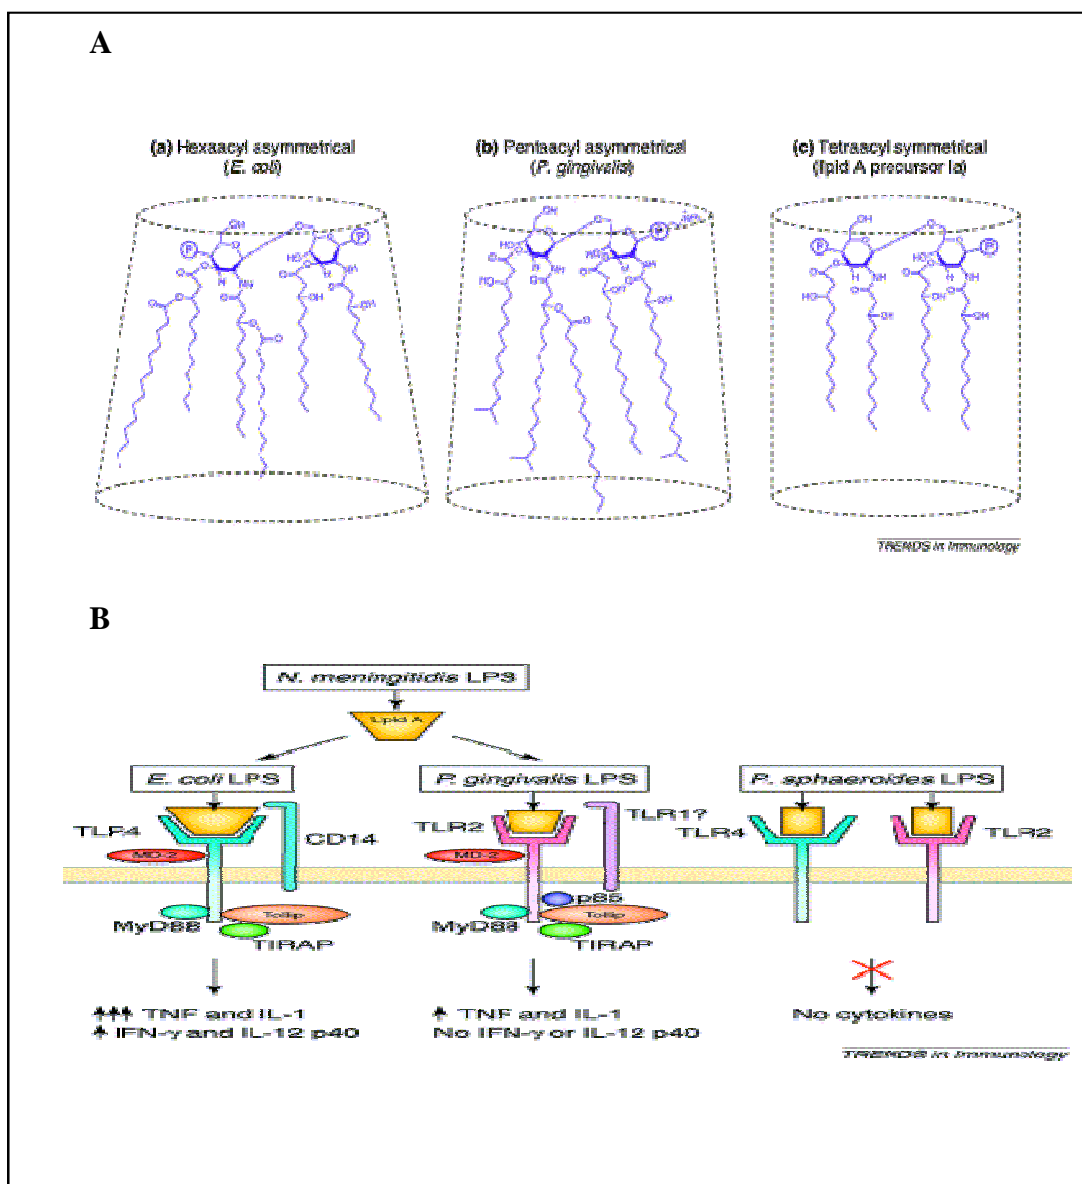 A
(a) Hexaacyl asymmetrical
(E. coli)
(b) Pentaacyl asymmetrical
(P. gingivalis)
(c) Tetraacyl symmetrical
(lipid A precursor Ia)
TRENDS in Immunology
B
N. meningitidis LPS
Lipid A
E. coli LPS
P. gingivalis LPS
P. sphaeroides LPS
TLR4
CD14
MD-2
MyD88
Tollip
TIRAP
TLR2
TLR1?
MD-2
p85
MyD88
Tollip
TIRAP
TLR4
TLR2
TNF and IL-1
IFN-γ and IL-12 p40
TNF and IL-1
No IFN-γ or IL-12 p40
No cytokines
TRENDS in Immunology